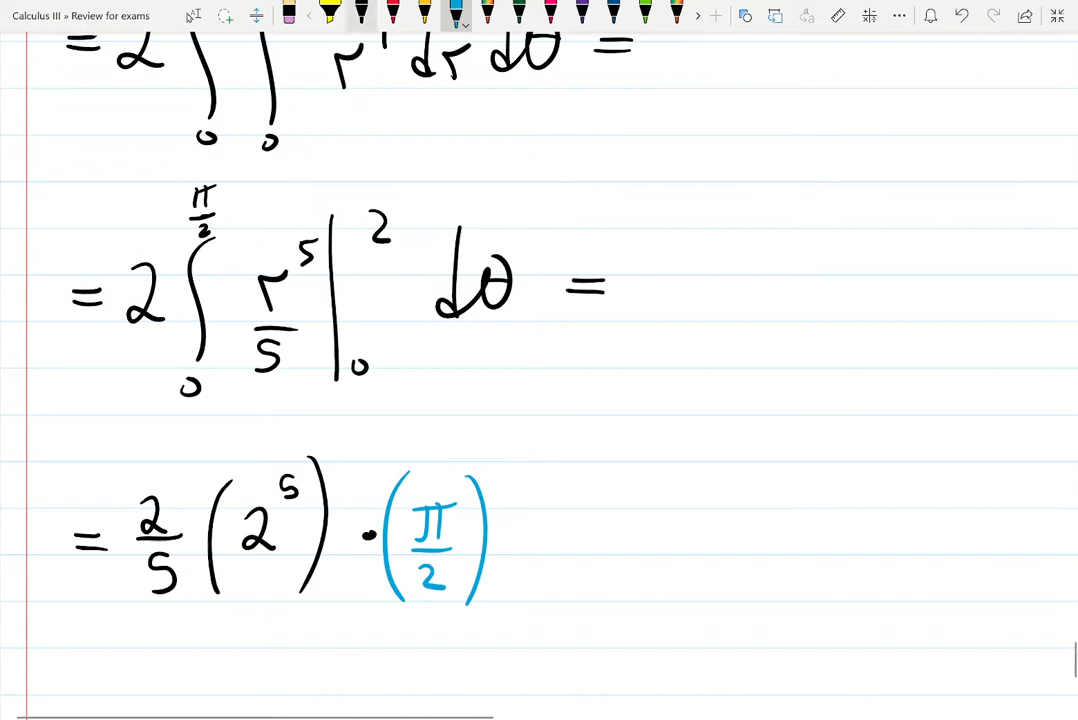 Calculus III » Review for exams
= 2 ∫₀ ∫₀ r dr dθ =
= 2 ∫₀^(π/2) r⁵/5 |₀² dθ =
= 2/5 (2⁵) · (π/2)